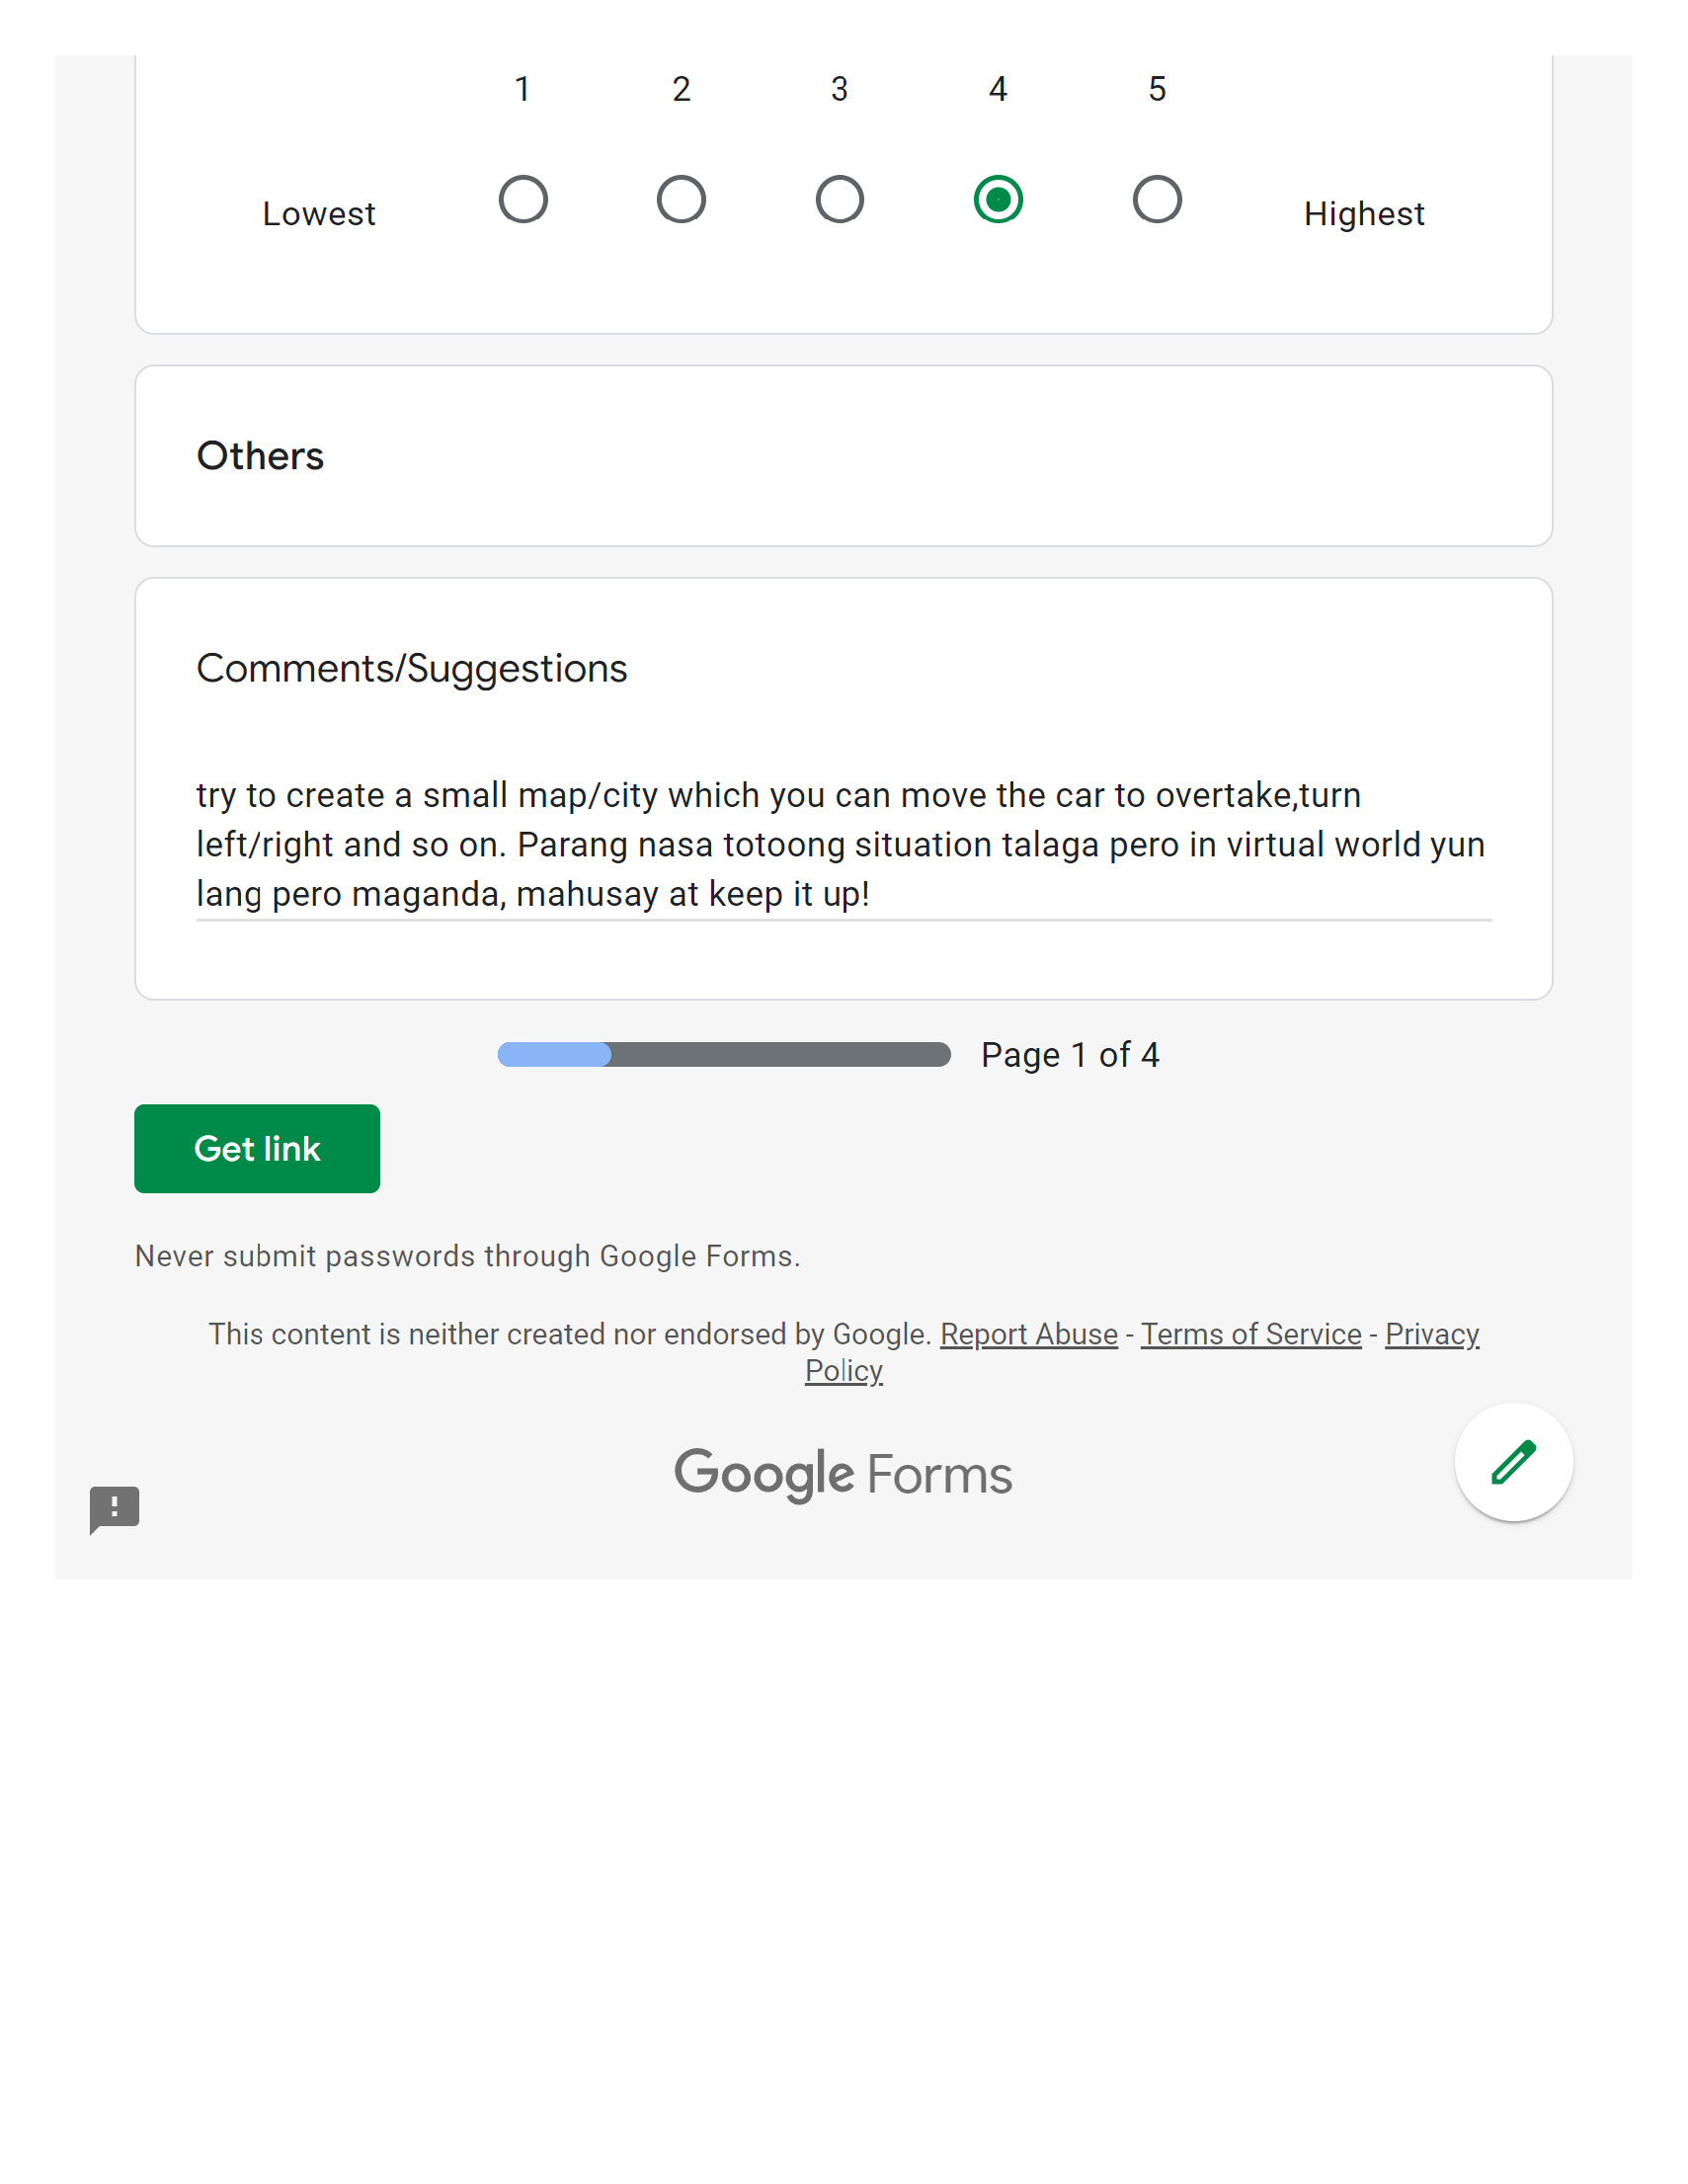 1 2 3 4 5
Lowest Highest
Others
Comments/Suggestions
try to create a small map/city which you can move the car to overtake,turn
left/right and so on. Parang nasa totoong situation talaga pero in virtual world yun
lang pero maganda, mahusay at keep it up!
Page 1 of 4
Get link
Never submit passwords through Google Forms.
This content is neither created nor endorsed by Google. Report Abuse - Terms of Service - Privacy
Policy
Google Forms